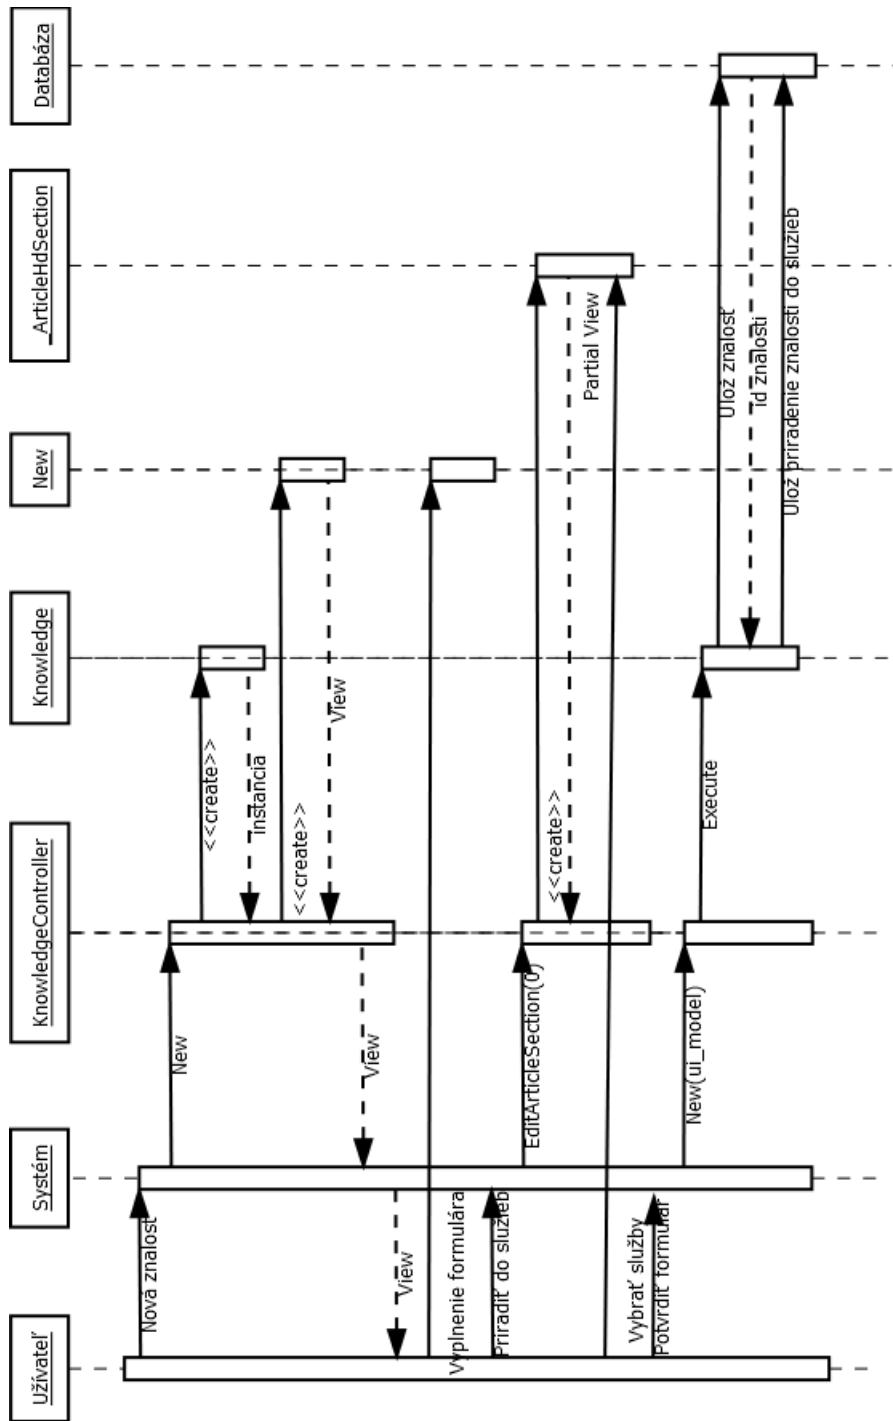 Užívateľ
Systém
KnowledgeController
Knowledge
New
_ArticleHdSection
Databáza
Nová znalosť
New
<<create>>
instancia
<<create>>
View
View
View
Vyplnenie formulára
Priradiť do služieb
EditArticleSection(0)
<<create>>
Partial View
Vybrať služby
Potvrdiť formulár
New(ui_model)
Execute
Ulož znalosť
id znalosti
Ulož priradenie znalosti do služieb